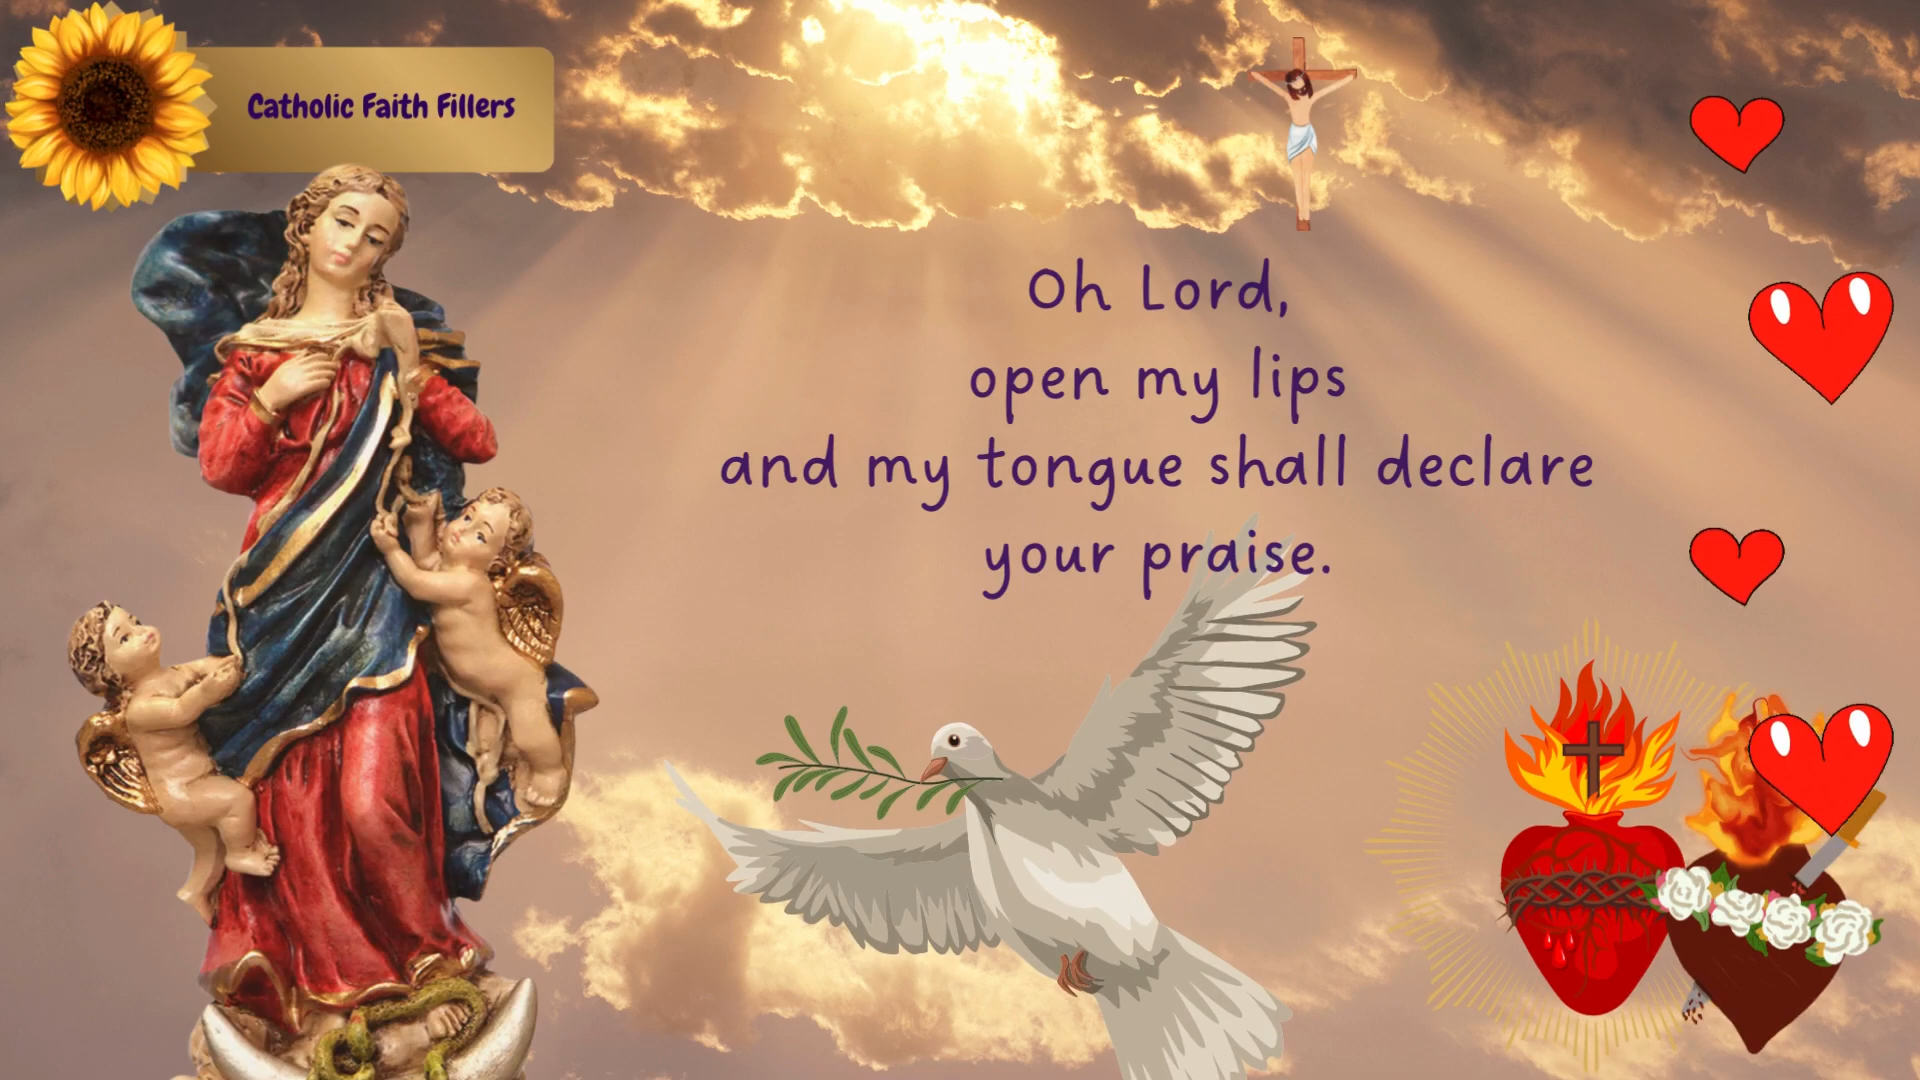 Catholic Faith Fillers
Oh Lord,
open my lips
and my tongue shall declare
your praise.